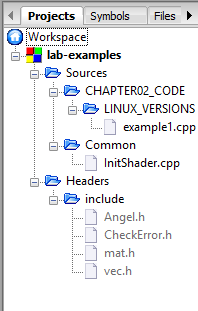 Projects Symbols Files
Workspace
lab-examples
Sources
CHAPTER02_CODE
LINUX_VERSIONS
example1.cpp
Common
InitShader.cpp
Headers
include
Angel.h
CheckError.h
mat.h
vec.h